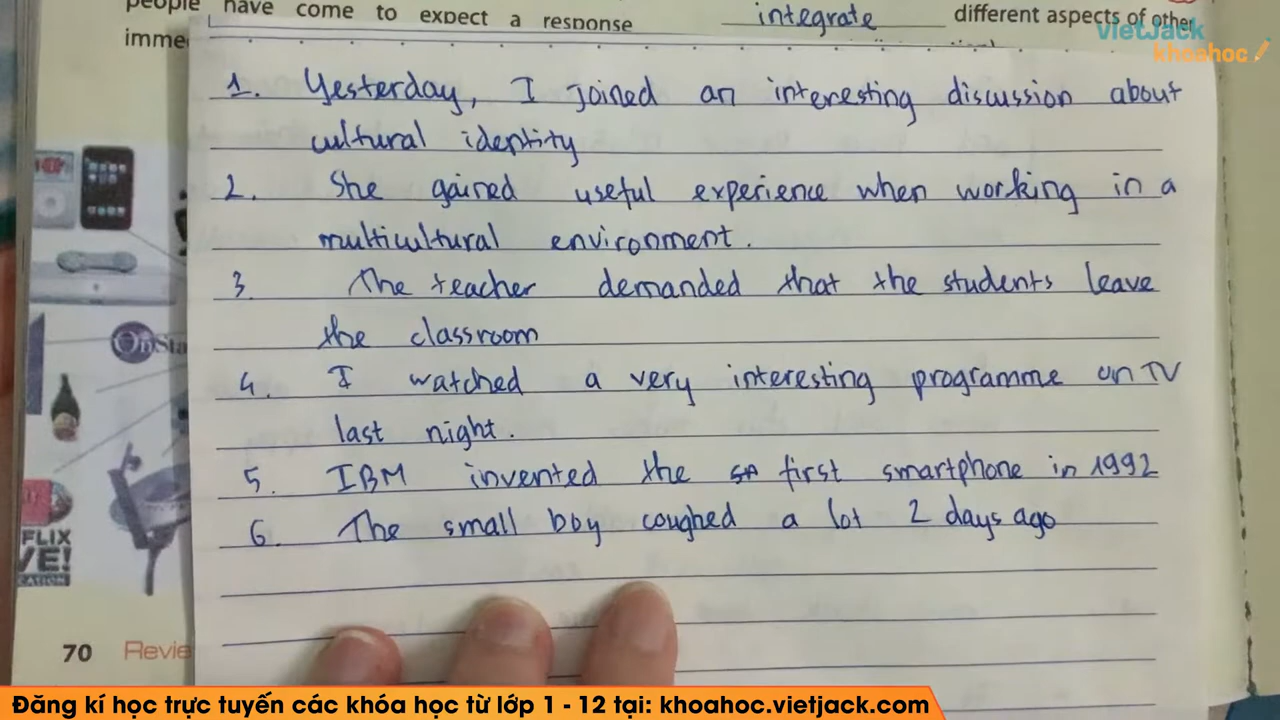 people have come to expect a response
integrate different aspects of other
imme
VietJack
khoahoc
1. Yesterday, I joined an interesting discussion about
cultural identity
2. She gained useful experience when working in a
multicultural environment.
3. The teacher demanded that the students leave
the classroom
4. I watched a very interesting programme on TV
last night.
5. IBM invented the first smartphone in 1992
6. The small boy coughed a lot 2 days ago
OnSta
FLIX
VE!
70 Revie
Đăng kí học trực tuyến các khóa học từ lớp 1 - 12 tại: khoahoc.vietjack.com